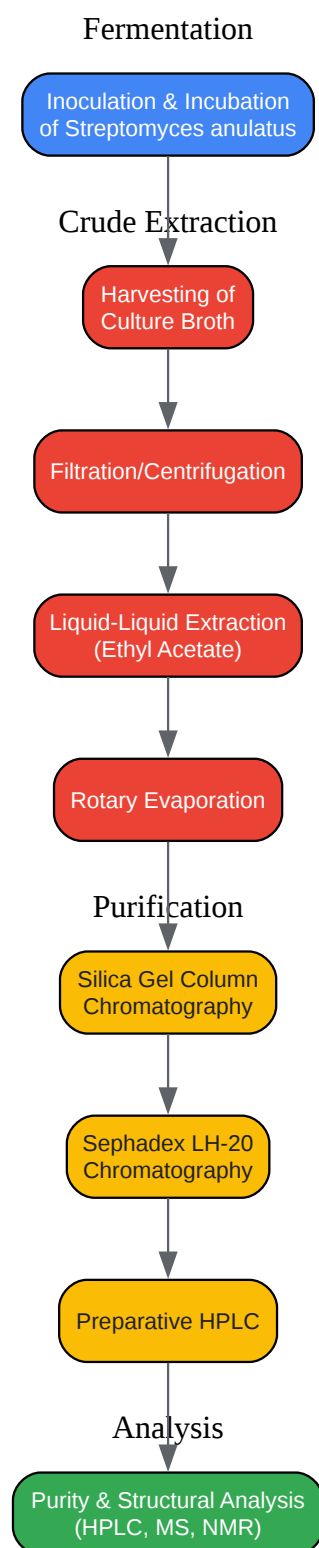 Fermentation
Inoculation & Incubation
of Streptomyces anulatus
Crude Extraction
Harvesting of
Culture Broth
Filtration/Centrifugation
Liquid-Liquid Extraction
(Ethyl Acetate)
Rotary Evaporation
Purification
Silica Gel Column
Chromatography
Sephadex LH-20
Chromatography
Preparative HPLC
Analysis
Purity & Structural Analysis
(HPLC, MS, NMR)